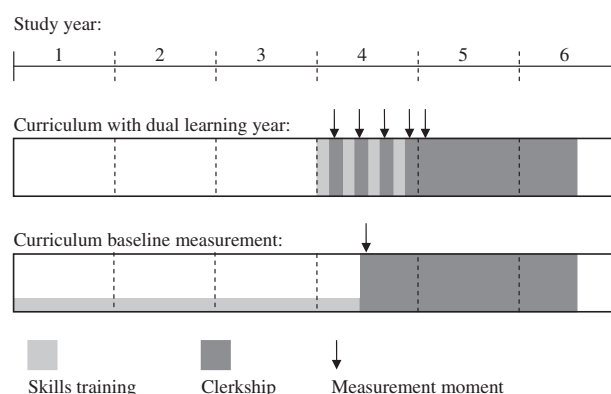 Study year:
1 2 3 4 5 6
Curriculum with dual learning year:
Curriculum baseline measurement:
Skills training Clerkship Measurement moment